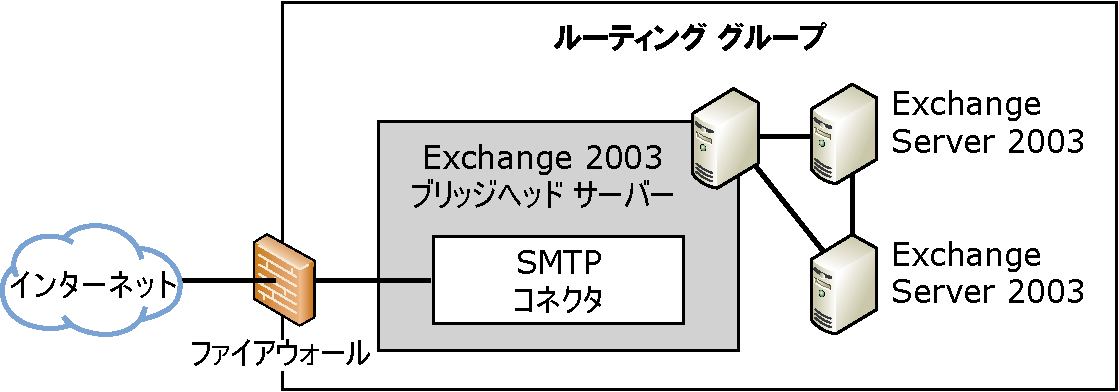 ルーティング グループ
Exchange
Server 2003
Exchange 2003
ブリッジヘッド サーバー
SMTP
コネクタ
Exchange
Server 2003
インターネット
ファイアウォール